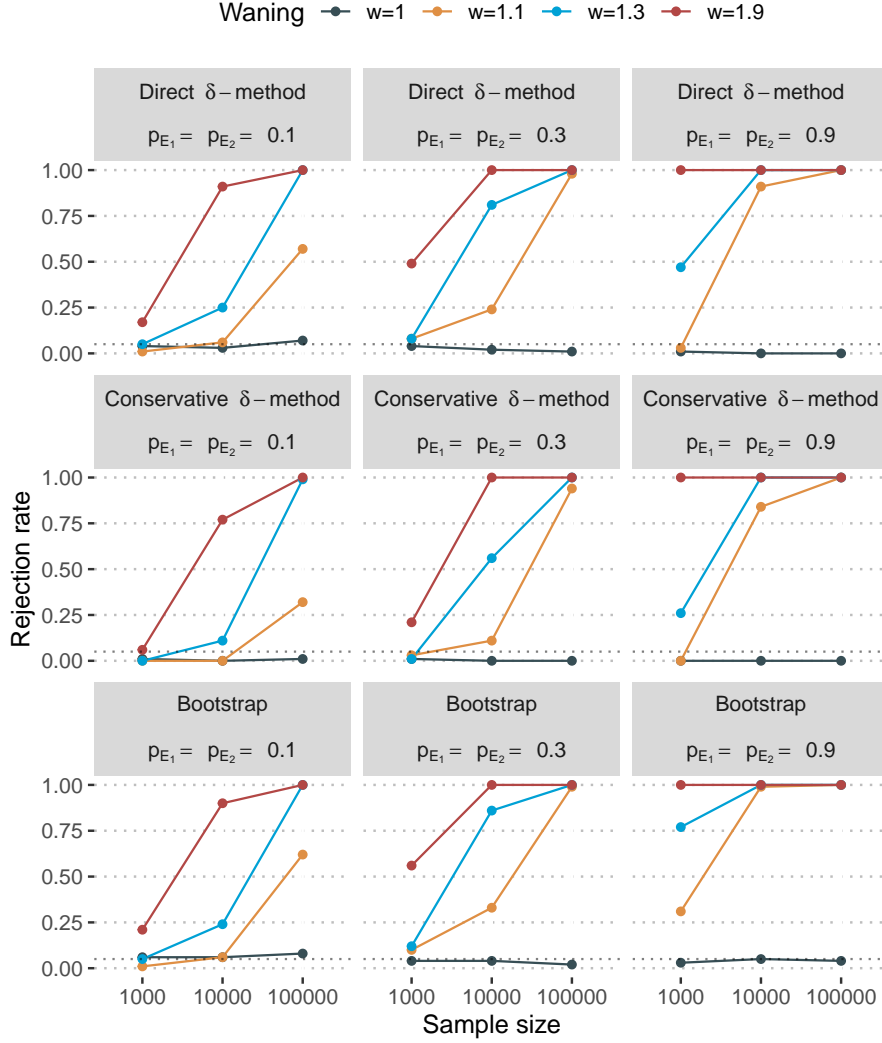 Waning w=1 w=1.1 w=1.3 w=1.9
Direct δ−method Direct δ−method Direct δ−method
pE1 = pE2 = 0.1 pE1 = pE2 = 0.3 pE1 = pE2 = 0.9
1.00
0.75
0.50
0.25
0.00
Conservative δ−method Conservative δ−method Conservative δ−method
pE1 = pE2 = 0.1 pE1 = pE2 = 0.3 pE1 = pE2 = 0.9
Rejection rate
1.00
0.75
0.50
0.25
0.00
Bootstrap Bootstrap Bootstrap
pE1 = pE2 = 0.1 pE1 = pE2 = 0.3 pE1 = pE2 = 0.9
1.00
0.75
0.50
0.25
0.00
1000 10000 100000 1000 10000 100000 1000 10000 100000
Sample size